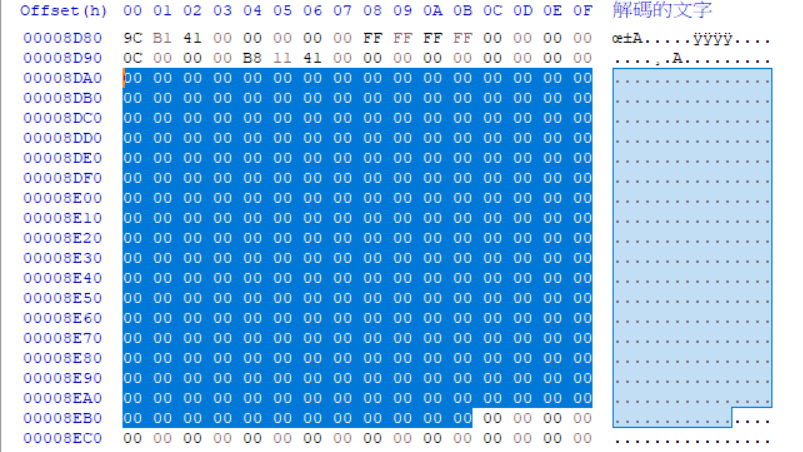 Offset(h) 00 01 02 03 04 05 06 07 08 09 0A 0B 0C 0D 0E 0F 解碼的文字
00008D80 9C B1 41 00 00 00 00 00 FF FF FF FF 00 00 00 00 œ±A.....ÿÿÿÿ....
00008D90 0C 00 00 00 B8 11 41 00 00 00 00 00 00 00 00 00 ....¸.A.........
00008DA0 00 00 00 00 00 00 00 00 00 00 00 00 00 00 00 00 ................
00008DB0 00 00 00 00 00 00 00 00 00 00 00 00 00 00 00 00 ................
00008DC0 00 00 00 00 00 00 00 00 00 00 00 00 00 00 00 00 ................
00008DD0 00 00 00 00 00 00 00 00 00 00 00 00 00 00 00 00 ................
00008DE0 00 00 00 00 00 00 00 00 00 00 00 00 00 00 00 00 ................
00008DF0 00 00 00 00 00 00 00 00 00 00 00 00 00 00 00 00 ................
00008E00 00 00 00 00 00 00 00 00 00 00 00 00 00 00 00 00 ................
00008E10 00 00 00 00 00 00 00 00 00 00 00 00 00 00 00 00 ................
00008E20 00 00 00 00 00 00 00 00 00 00 00 00 00 00 00 00 ................
00008E30 00 00 00 00 00 00 00 00 00 00 00 00 00 00 00 00 ................
00008E40 00 00 00 00 00 00 00 00 00 00 00 00 00 00 00 00 ................
00008E50 00 00 00 00 00 00 00 00 00 00 00 00 00 00 00 00 ................
00008E60 00 00 00 00 00 00 00 00 00 00 00 00 00 00 00 00 ................
00008E70 00 00 00 00 00 00 00 00 00 00 00 00 00 00 00 00 ................
00008E80 00 00 00 00 00 00 00 00 00 00 00 00 00 00 00 00 ................
00008E90 00 00 00 00 00 00 00 00 00 00 00 00 00 00 00 00 ................
00008EA0 00 00 00 00 00 00 00 00 00 00 00 00 00 00 00 00 ................
00008EB0 00 00 00 00 00 00 00 00 00 00 00 00 00 00 00 00 ................
00008EC0 00 00 00 00 00 00 00 00 00 00 00 00 00 00 00 00 ................